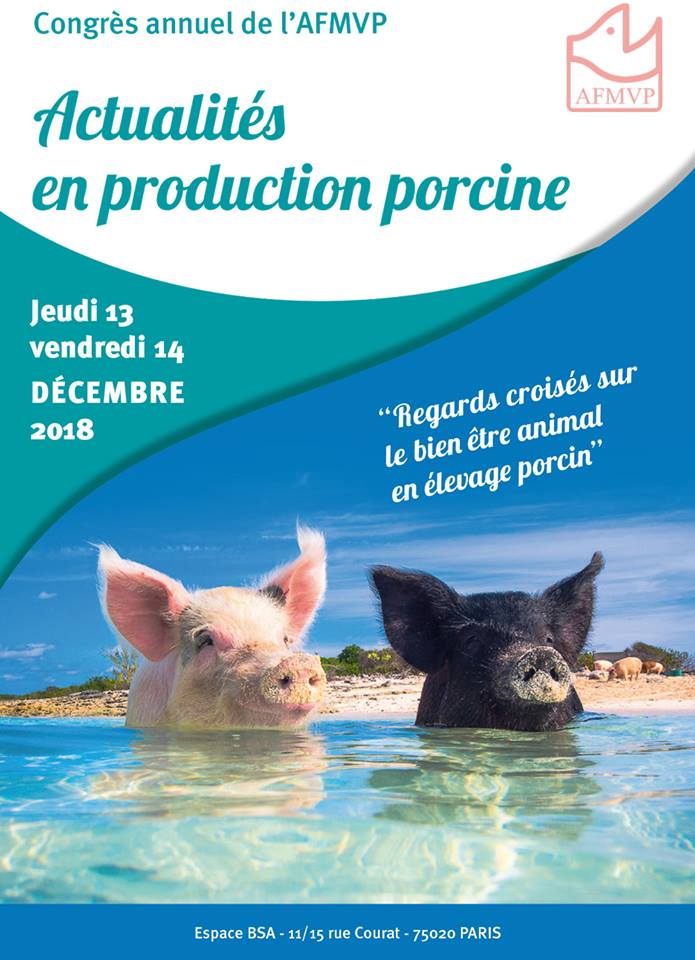 Congrès annuel de l'AFMVP
AFMVP
Actualités
en production porcine
Jeudi 13
vendredi 14
DÉCEMBRE
2018
“Regards croisés sur
le bien être animal
en élevage porcin”
Espace BSA - 11/15 rue Courat - 75020 PARIS